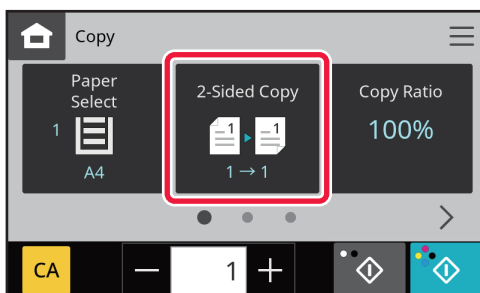 Copy
Paper
Select
1
A4
2-Sided Copy
1
1
1 → 1
Copy Ratio
100%
CA
1